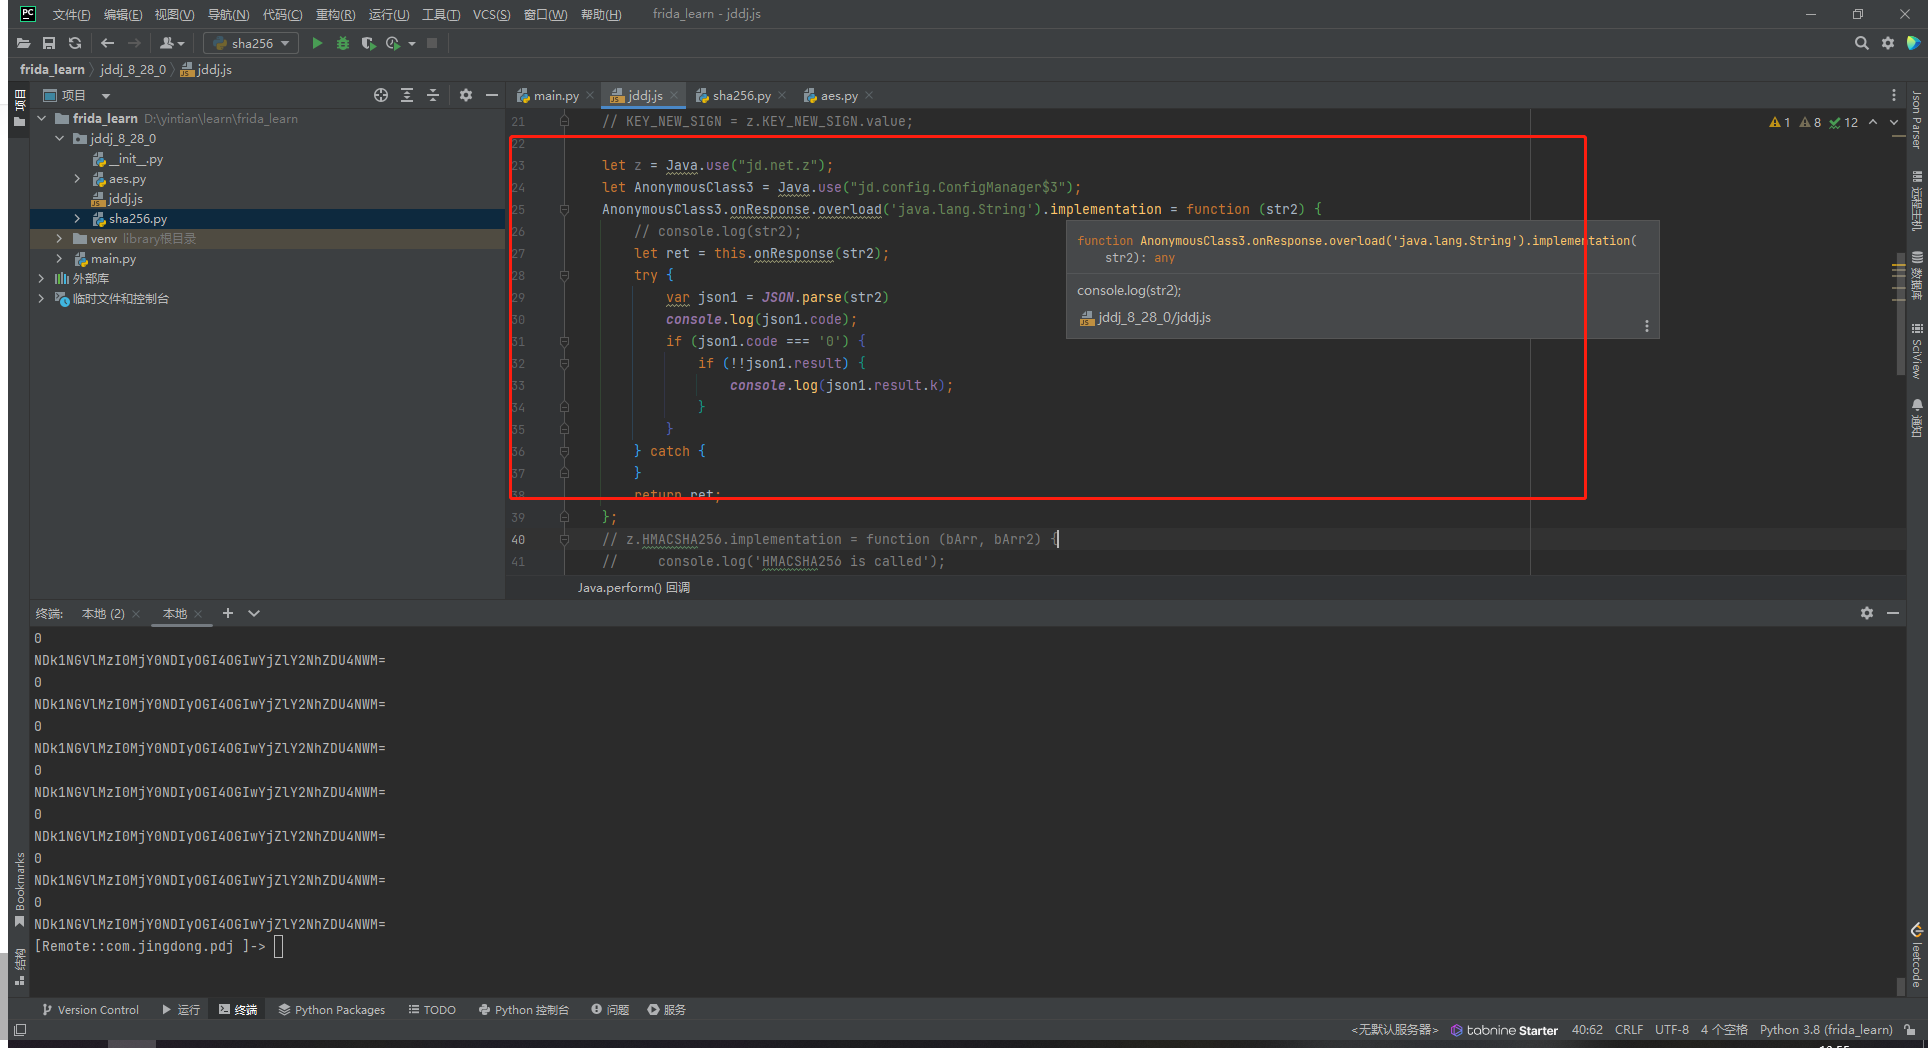 PC 文件(F) 编辑(E) 视图(V) 导航(N) 代码(C) 重构(R) 运行(U) 工具(T) VCS(S) 窗口(W) 帮助(H) frida_learn - jddj.js
sha256
frida_learn jddj_8_28_0 jddj.js
项目
项目
frida_learn D:\yintian\learn\frida_learn
jddj_8_28_0
__init__.py
aes.py
jddj.js
sha256.py
venv library根目录
main.py
外部库
临时文件和控制台
main.py jddj.js sha256.py aes.py
1 8 12
21 // KEY_NEW_SIGN = z.KEY_NEW_SIGN.value;
22
23 let z = Java.use("jd.net.z");
24 let AnonymousClass3 = Java.use("jd.config.ConfigManager$3");
25 AnonymousClass3.onResponse.overload('java.lang.String').implementation = function (str2) {
26 // console.log(str2);
27 let ret = this.onResponse(str2);
28 try {
29 var json1 = JSON.parse(str2)
30 console.log(json1.code);
31 if (json1.code === '0') {
32 if (!!json1.result) {
33 console.log(json1.result.k);
34 }
35 }
36 } catch {
37 }
38 return ret;
39 };
40 // z.HMACSHA256.implementation = function (bArr, bArr2) {
41 // console.log('HMACSHA256 is called');
function AnonymousClass3.onResponse.overload('java.lang.String').implementation(
str2): any
console.log(str2);
jddj_8_28_0/jddj.js
Java.perform() 回调
Json Parser
远程主机
数据库
SciView
通知
leetcode
终端: 本地 (2) 本地
0
NDk1NGVlMzI0MjY0NDIyOGI4OGIwYjZlY2NhZDU4NWM=
0
NDk1NGVlMzI0MjY0NDIyOGI4OGIwYjZlY2NhZDU4NWM=
0
NDk1NGVlMzI0MjY0NDIyOGI4OGIwYjZlY2NhZDU4NWM=
0
NDk1NGVlMzI0MjY0NDIyOGI4OGIwYjZlY2NhZDU4NWM=
0
NDk1NGVlMzI0MjY0NDIyOGI4OGIwYjZlY2NhZDU4NWM=
0
NDk1NGVlMzI0MjY0NDIyOGI4OGIwYjZlY2NhZDU4NWM=
0
NDk1NGVlMzI0MjY0NDIyOGI4OGIwYjZlY2NhZDU4NWM=
[Remote::com.jingdong.pdj ]->
Bookmarks
结构
Version Control 运行 终端 Python Packages TODO Python 控制台 问题 服务
<无默认服务器> tabnine Starter 40:62 CRLF UTF-8 4 个空格 Python 3.8 (frida_learn)